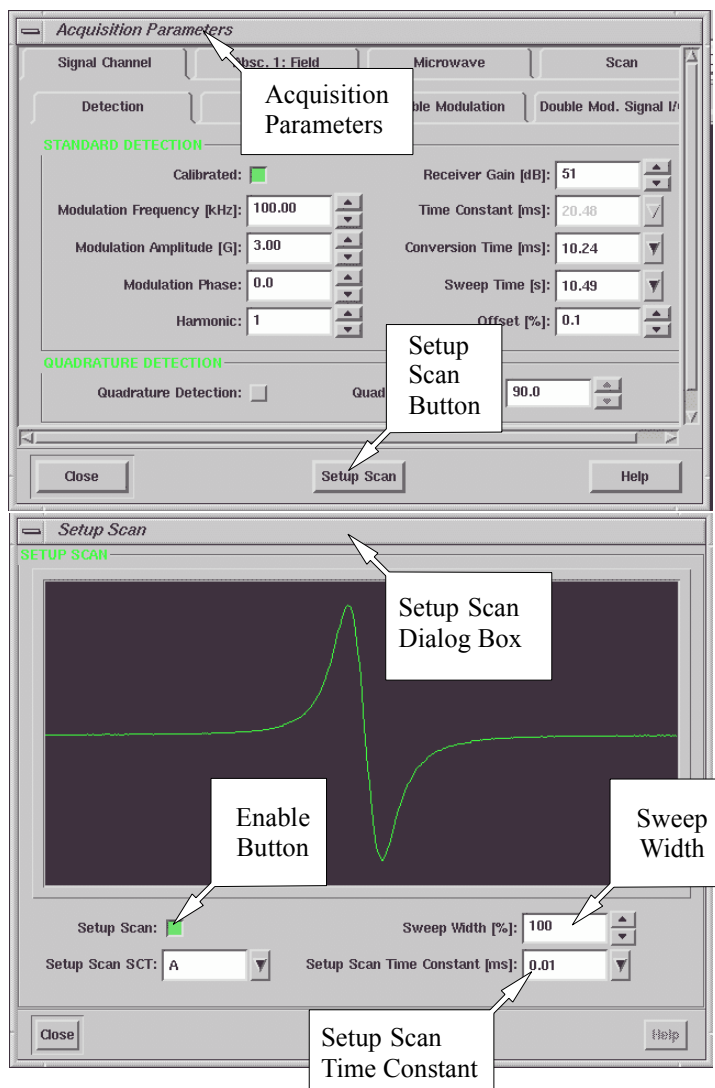 Acquisition Parameters
Signal Channel
1: Field
Microwave
Scan
Acquisition
Parameters
Detection
Modulation
Double Mod. Signal
STANDARD DETECTION
Calibrated:
Receiver Gain [dB]: 51
Modulation Frequency [kHz]: 100.00
Time Constant [ms]: 20.48
Modulation Amplitude [G]: 3.00
Conversion Time [ms]: 10.24
Modulation Phase: 0.0
Sweep Time [s]: 10.49
Harmonic: 1
Offset [%]: 0.1
Setup
Scan
Button
QUADRATURE DETECTION
Quadrature Detection:
90.0
Close
Setup Scan
Help
Setup Scan
SETUP SCAN
Setup Scan
Dialog Box
Enable
Button
Sweep
Width
Setup Scan:
Sweep Width [%]: 100
Setup Scan SCT: A
Setup Scan Time Constant [ms]: 0.01
Close
Setup Scan
Time Constant
Help